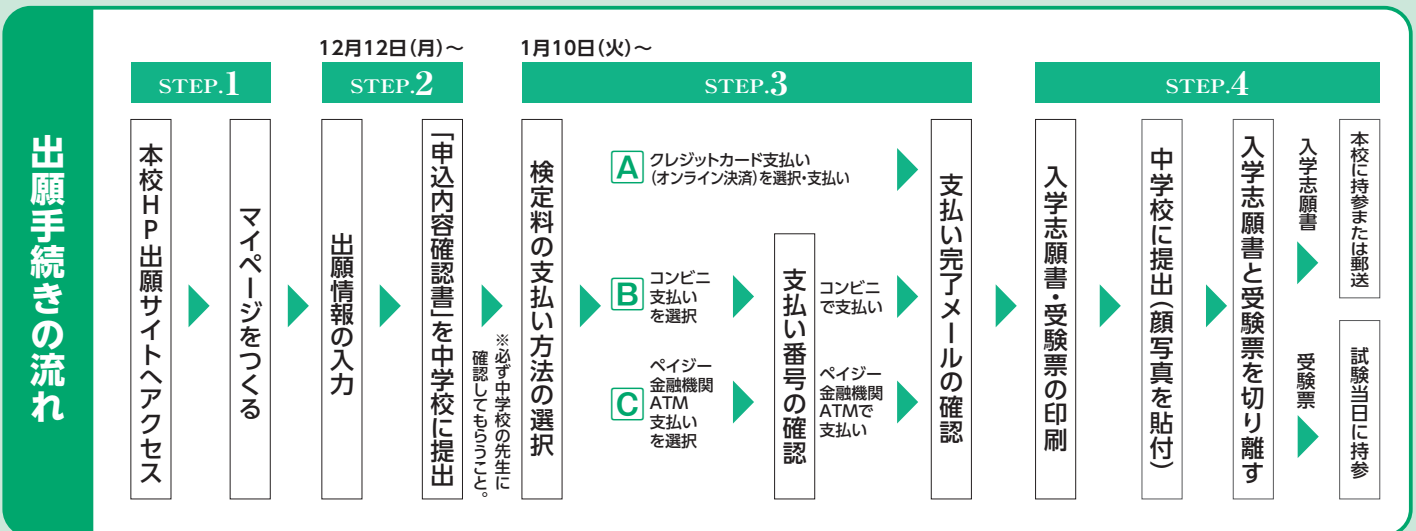 出願手続きの流れ
STEP.1
本校HP出願サイトへアクセス
マイページをつくる
12月12日(月)～
STEP.2
出願情報の入力
「申込内容確認書」を中学校に提出
※必ず中学校の先生に
確認してもらうこと。
1月10日(火)～
STEP.3
検定料の支払い方法の選択
A
クレジットカード支払い
(オンライン決済)を選択・支払い
B
コンビニ
支払い
を選択
C
ペイジー
金融機関
ATM
支払い
を選択
支払い番号の確認
コンビニ
で支払い
ペイジー
金融機関
ATMで
支払い
支払い完了メールの確認
STEP.4
入学志願書・受験票の印刷
中学校に提出(顔写真を貼付)
入学志願書と受験票を切り離す
入学志願書
本校に持参または郵送
受験票
試験当日に持参